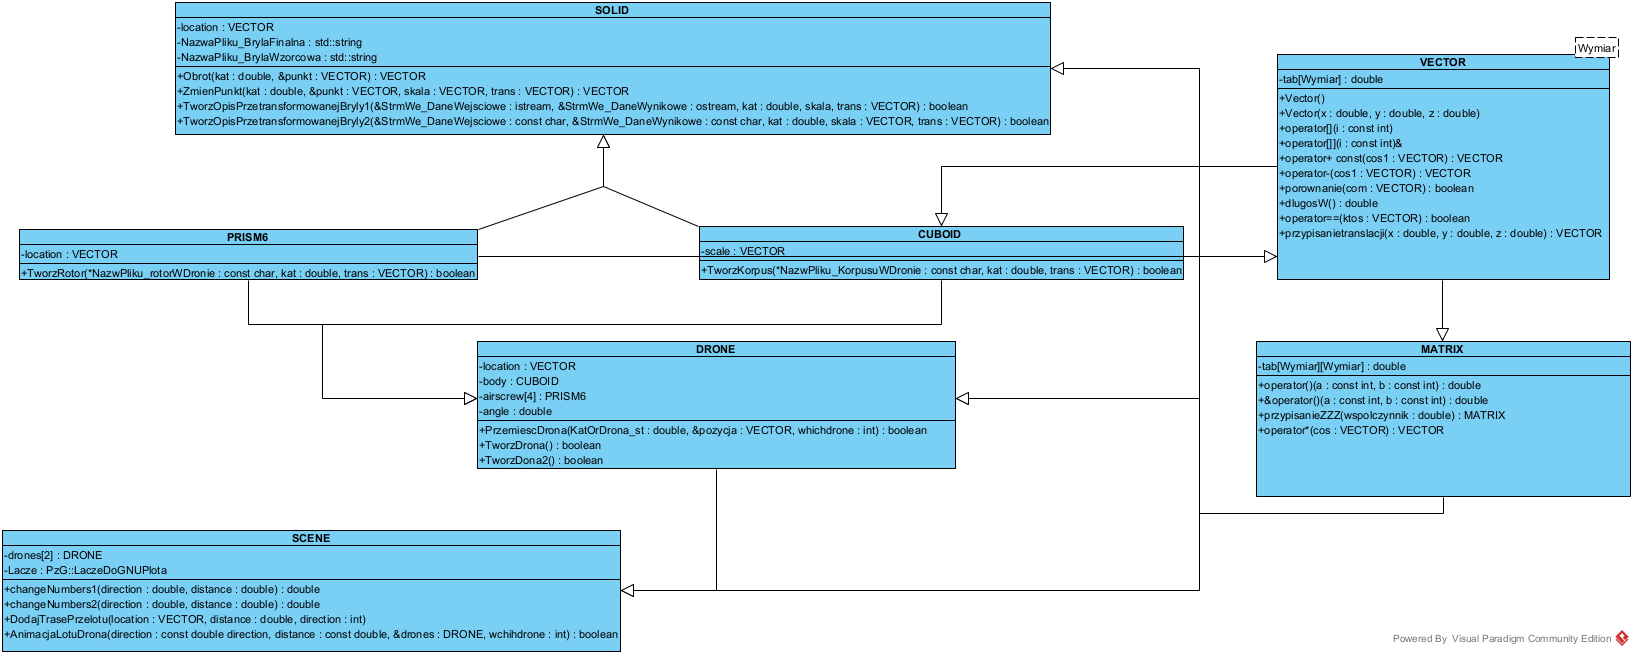 SOLID
-location : VECTOR
-NazwaPliku_BrylaFinalna : std::string
-NazwaPliku_BrylaWzorcowa : std::string
+Obrot(kat : double, &punkt : VECTOR) : VECTOR
+ZmienPunkt(kat : double, &punkt : VECTOR, skala : VECTOR, trans : VECTOR) : VECTOR
+TworzOpisPrzetransformowanejBryly1(&StrmWe_DaneWejsciowe : istream, &StrmWe_DaneWynikowe : ostream, kat : double, skala, trans : VECTOR) : boolean
+TworzOpisPrzetransformowanejBryly2(&StrmWe_DaneWejsciowe : const char, &StrmWe_DaneWynikowe : const char, kat : double, skala : VECTOR, trans : VECTOR) : boolean
Wymiar
VECTOR
-tab[Wymiar] : double
+Vector()
+Vector(x : double, y : double, z : double)
+operator[](i : const int)
+operator[]](i : const int)&
+operator+ const(cos1 : VECTOR) : VECTOR
+operator-(cos1 : VECTOR) : VECTOR
+porownanie(com : VECTOR) : boolean
+dlugosW() : double
+operator==(ktos : VECTOR) : boolean
+przypisanietranslacji(x : double, y : double, z : double) : VECTOR
PRISM6
-location : VECTOR
+TworzRotor(*NazwPliku_rotorWDronie : const char, kat : double, trans : VECTOR) : boolean
CUBOID
-scale : VECTOR
+TworzKorpus(*NazwPliku_KorpusuWDronie : const char, kat : double, trans : VECTOR) : boolean
DRONE
-location : VECTOR
-body : CUBOID
-airscrew[4] : PRISM6
-angle : double
+PrzemiescDrona(KatOrDrona_st : double, &pozycja : VECTOR, whichdrone : int) : boolean
+TworzDrona() : boolean
+TworzDona2() : boolean
MATRIX
-tab[Wymiar][Wymiar] : double
+operator()(a : const int, b : const int) : double
+&operator()(a : const int, b : const int) : double
+przypisanieZZZ(wspolczynnik : double) : MATRIX
+operator*(cos : VECTOR) : VECTOR
SCENE
-drones[2] : DRONE
-Lacze : PzG::LaczeDoGNUPlota
+changeNumbers1(direction : double, distance : double) : double
+changeNumbers2(direction : double, distance : double) : double
+DodajTrasePrzelotu(location : VECTOR, distance : double, direction : int)
+AnimacjaLotuDrona(direction : const double direction, distance : const double, &drones : DRONE, wchihdrone : int) : boolean
Powered By Visual Paradigm Community Edition